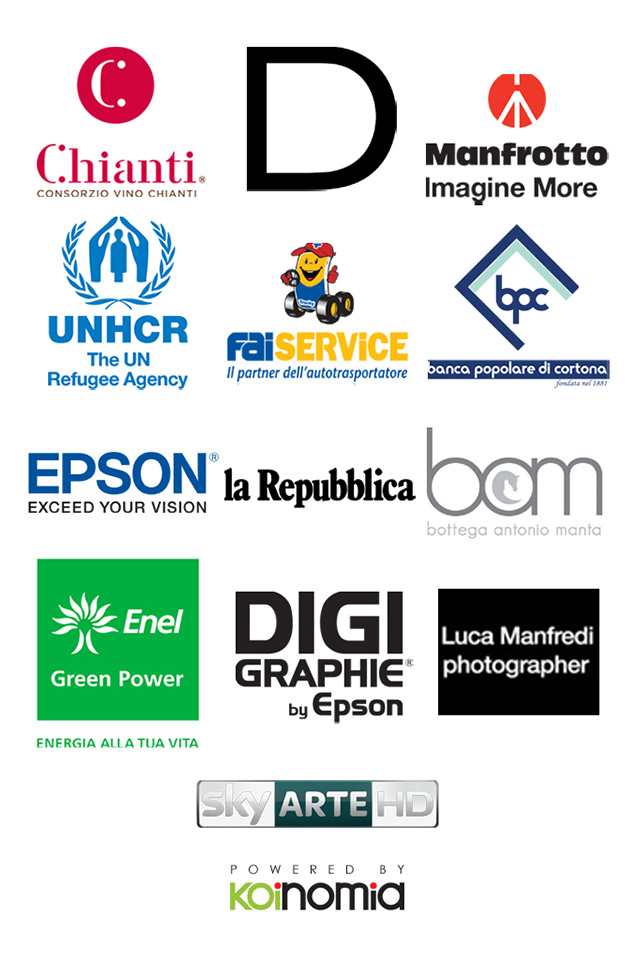 C.
Chianti®
CONSORZIO VINO CHIANTI
D
Manfrotto
Imagine More
UNHCR
The UN
Refugee Agency
faiSERViCE
Il partner dell'autotrasportatore
bpc
banca popolare di cortona
fondata nel 1881
EPSON®
EXCEED YOUR VISION
la Repubblica
bam
bottega antonio manta
Enel
Green Power
ENERGIA ALLA TUA VITA
DIGI
GRAPHIE®
by Epson
Luca Manfredi
photographer
sky ARTE HD
POWERED BY
koinomia